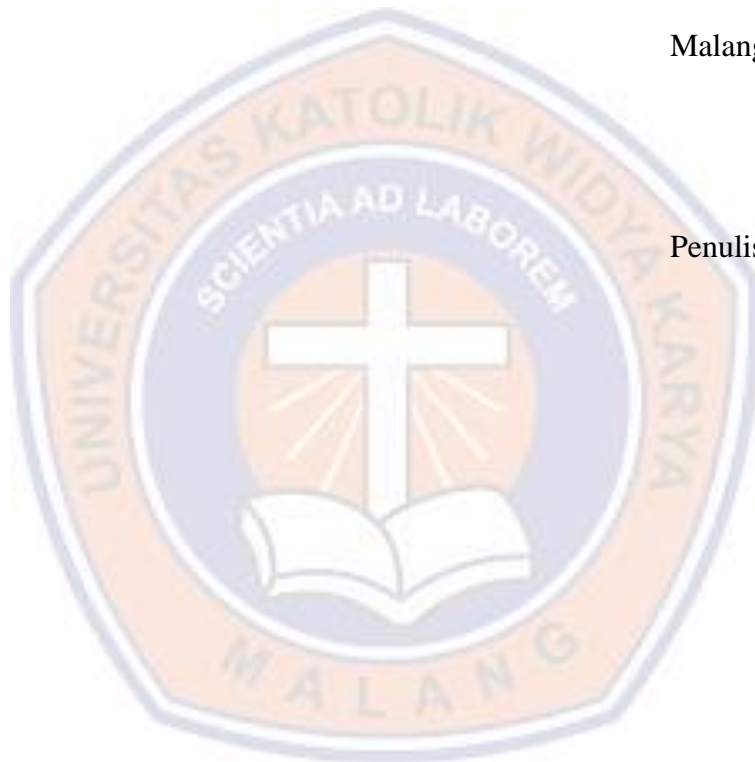 Malang
Penulis
UNIVERSITAS KATOLIK WIDYA KARYA
SCIENTIA AD LABOREM
MALANG